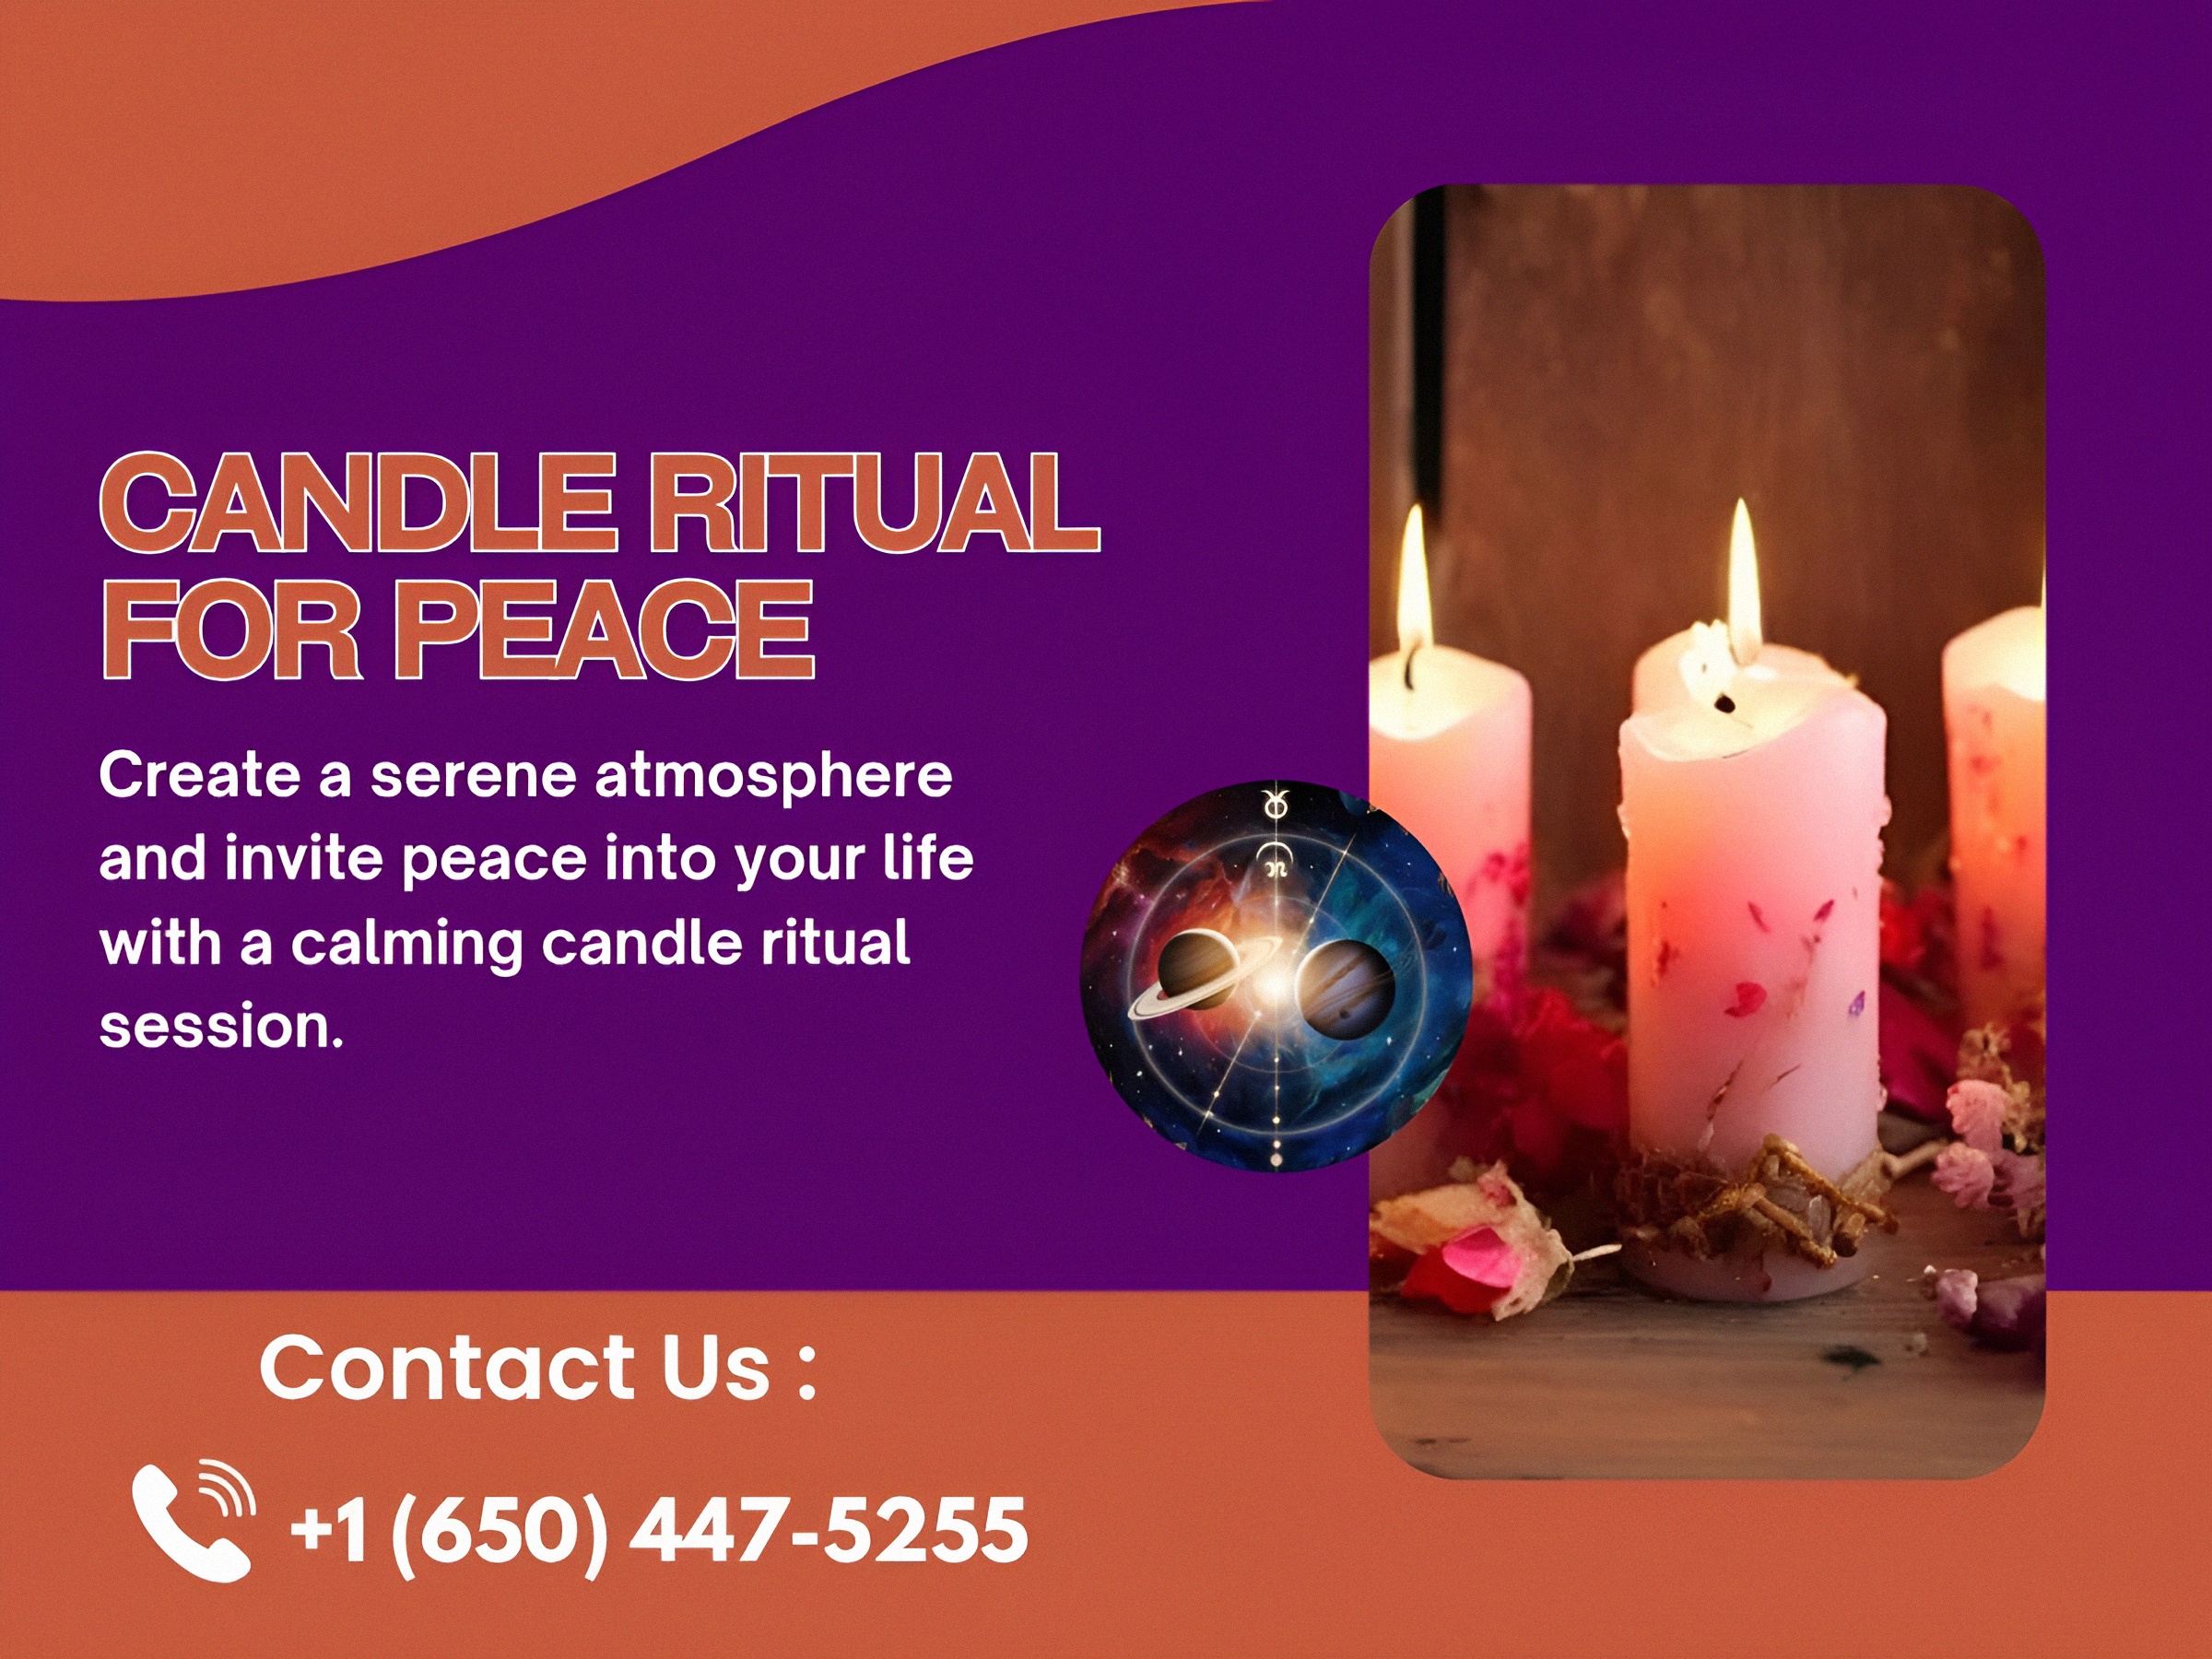 CANDLE RITUAL
FOR PEACE
Create a serene atmosphere
and invite peace into your life
with a calming candle ritual
session.
Contact Us :
+1 (650) 447-5255